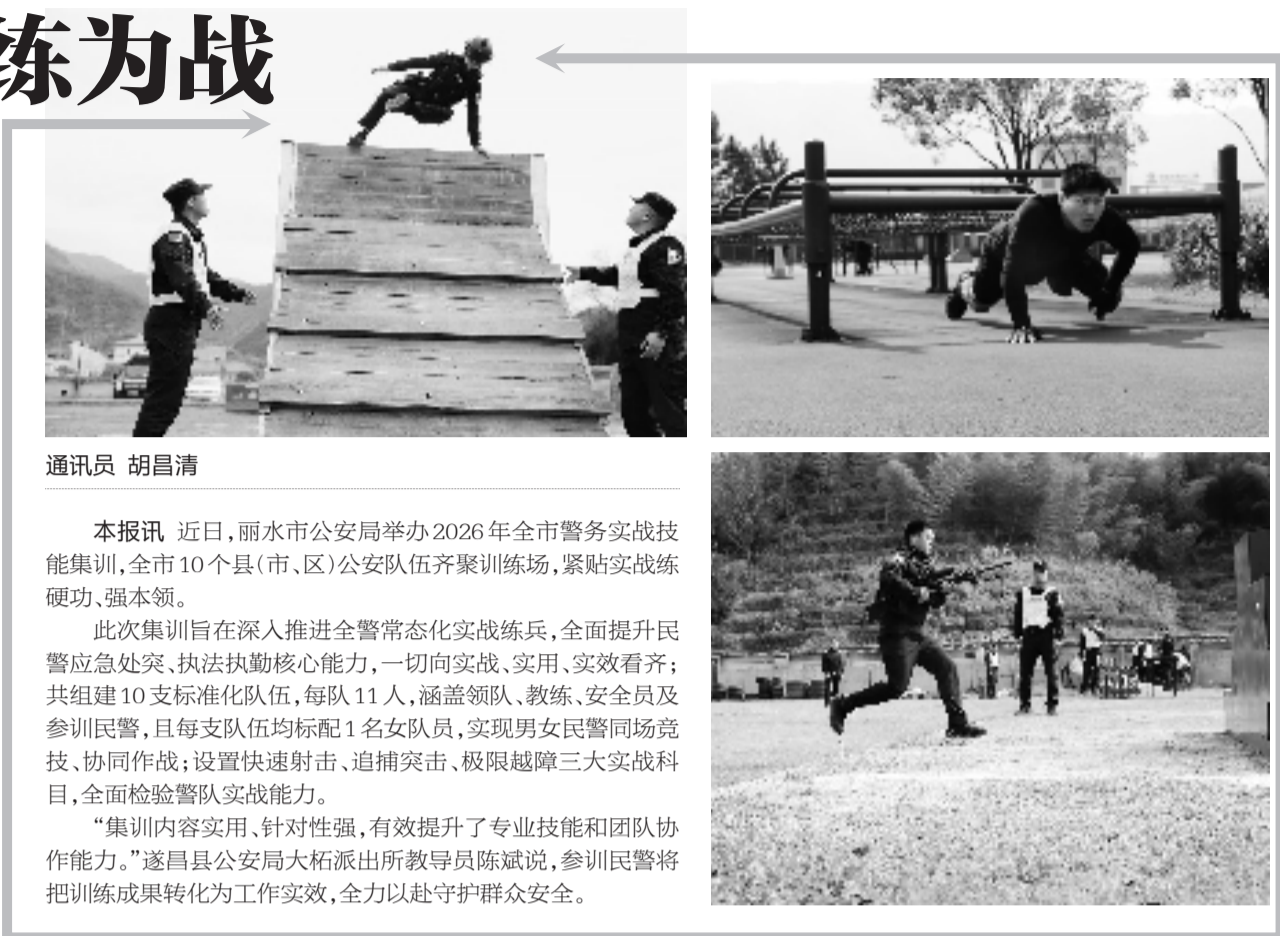 练为战
通讯员 胡昌清
本报讯 近日，丽水市公安局举办2026年全市警务实战技
能集训，全市10个县（市、区）公安队伍齐聚训练场，紧贴实战练
硬功、强本领。
此次集训旨在深入推进全警常态化实战练兵，全面提升民
警应急处突、执法执勤核心能力，一切向实战、实用、实效看齐；
共组建10支标准化队伍，每队11人，涵盖领队、教练、安全员及
参训民警，且每支队伍均标配1名女队员，实现男女民警同场竞
技、协同作战；设置快速射击、追捕突击、极限越障三大实战科
目，全面检验警队实战能力。
“集训内容实用、针对性强，有效提升了专业技能和团队协
作能力。”遂昌县公安局大柘派出所教导员陈斌说，参训民警将
把训练成果转化为工作实效，全力以赴守护群众安全。